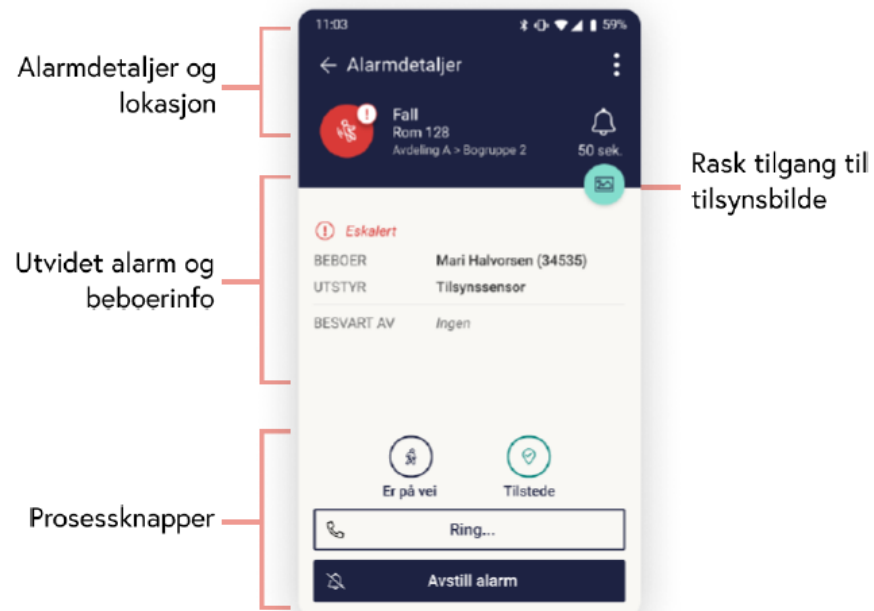 11:03
59%
Alarmdetaljer
Alarmdetaljer og
lokasjon
Fall
Rom 128
Avdeling A > Bogruppe 2
50 sek.
Rask tilgang til
tilsynsbilde
Eskalert
BEBOER Mari Halvorsen (34535)
UTSTYR Tilsynssensor
BESVART AV Ingen
Utvidet alarm og
beboerinfo
Er på vei
Tilstede
Prosessknapper
Ring...
Avstill alarm